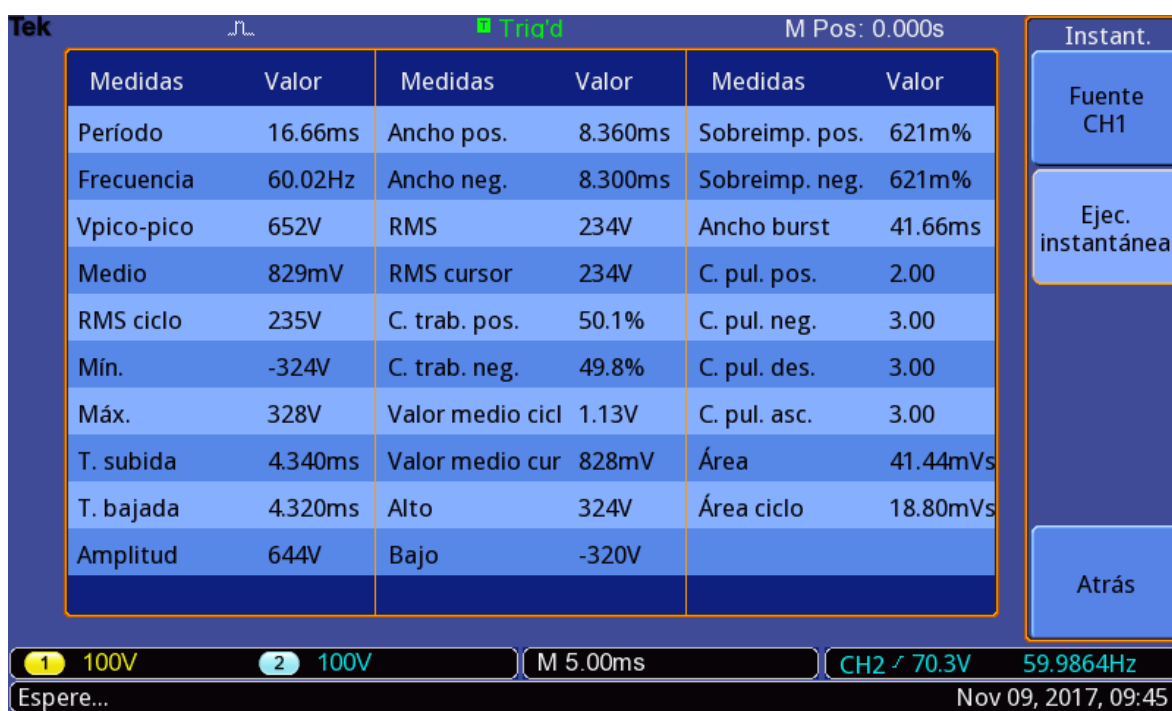 Tek Trig'd M Pos: 0.000s
Instant.
Medidas Valor Medidas Valor Medidas Valor
Fuente
CH1
Período 16.66ms Ancho pos. 8.360ms Sobreimp. pos. 621m%
Frecuencia 60.02Hz Ancho neg. 8.300ms Sobreimp. neg. 621m%
Ejec.
instantánea
Vpico-pico 652V RMS 234V Ancho burst 41.66ms
Medio 829mV RMS cursor 234V C. pul. pos. 2.00
RMS ciclo 235V C. trab. pos. 50.1% C. pul. neg. 3.00
Mín. -324V C. trab. neg. 49.8% C. pul. des. 3.00
Máx. 328V Valor medio cicl 1.13V C. pul. asc. 3.00
T. subida 4.340ms Valor medio cur 828mV Área 41.44mVs
T. bajada 4.320ms Alto 324V Área ciclo 18.80mVs
Amplitud 644V Bajo -320V
Atrás
1 100V 2 100V M 5.00ms CH2 70.3V 59.9864Hz
Espere... Nov 09, 2017, 09:45